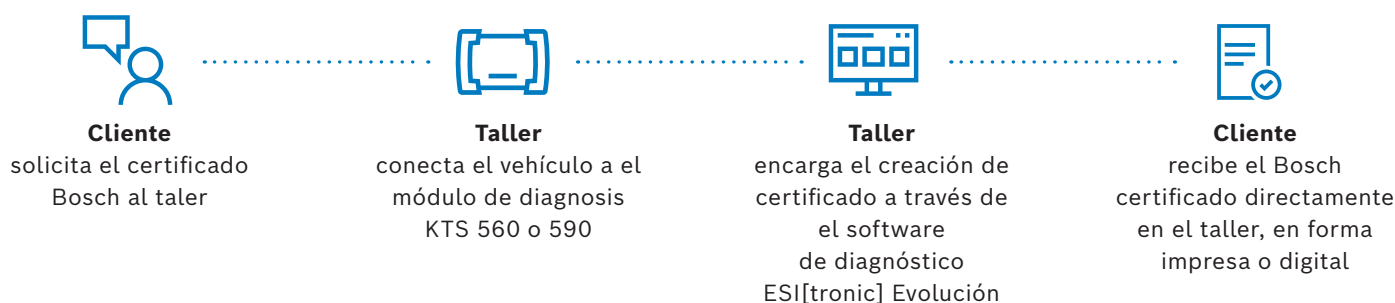 Cliente
solicita el certificado
Bosch al taler
Taller
conecta el vehículo a el
módulo de diagnosis
KTS 560 o 590
Taller
encarga el creación de
certificado a través de
el software
de diagnóstico
ESI[tronic] Evolución
Cliente
recibe el Bosch
certificado directamente
en el taller, en forma
impresa o digital